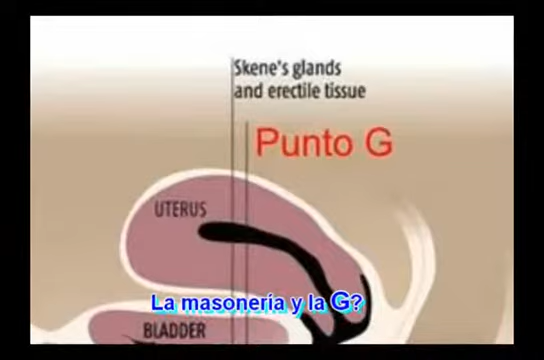 Skene's glands
and erectile tissue
Punto G
UTERUS
La masonería y la G?
BLADDER